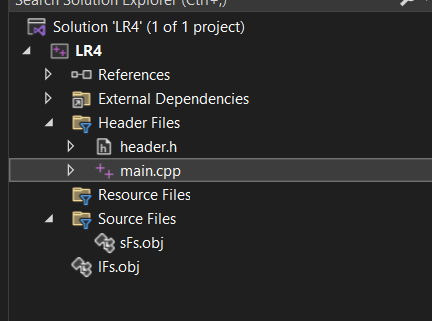 Search Solution Explorer (Ctrl+;)
Solution 'LR4' (1 of 1 project)
LR4
References
External Dependencies
Header Files
header.h
main.cpp
Resource Files
Source Files
sFs.obj
IFs.obj